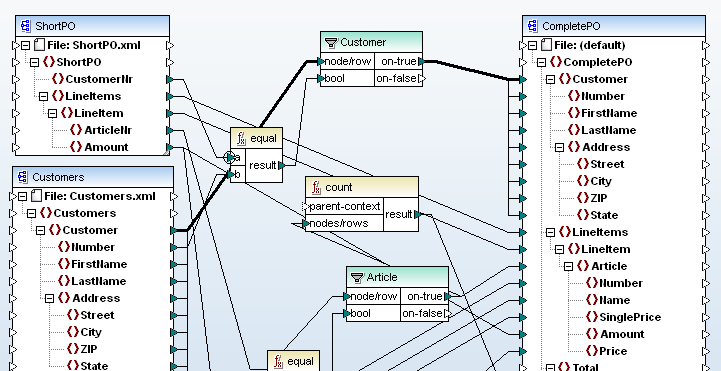 ShortPO
File: ShortPO.xml
ShortPO
CustomerNr
LineItems
LineItem
ArticleNr
Amount
Customers
File: Customers.xml
Customers
Customer
Number
FirstName
LastName
Address
Street
City
ZIP
State
Customer
node/row on-true
bool on-false
equal
a
b
result
count
parent-context
nodes/rows
result
Article
node/row on-true
bool on-false
equal
CompletePO
File: (default)
CompletePO
Customer
Number
FirstName
LastName
Address
Street
City
ZIP
State
LineItems
LineItem
Article
Number
Name
SinglePrice
Amount
Price
Total